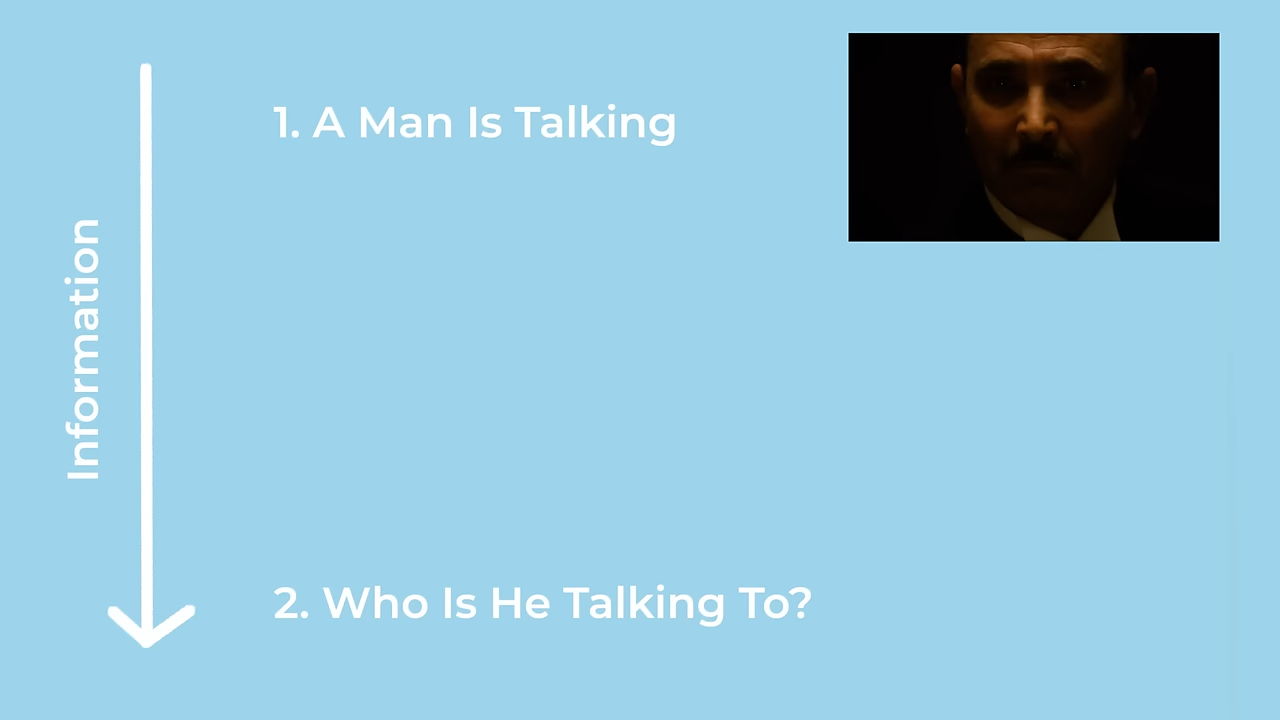 1. A Man Is Talking
Information
2. Who Is He Talking To?